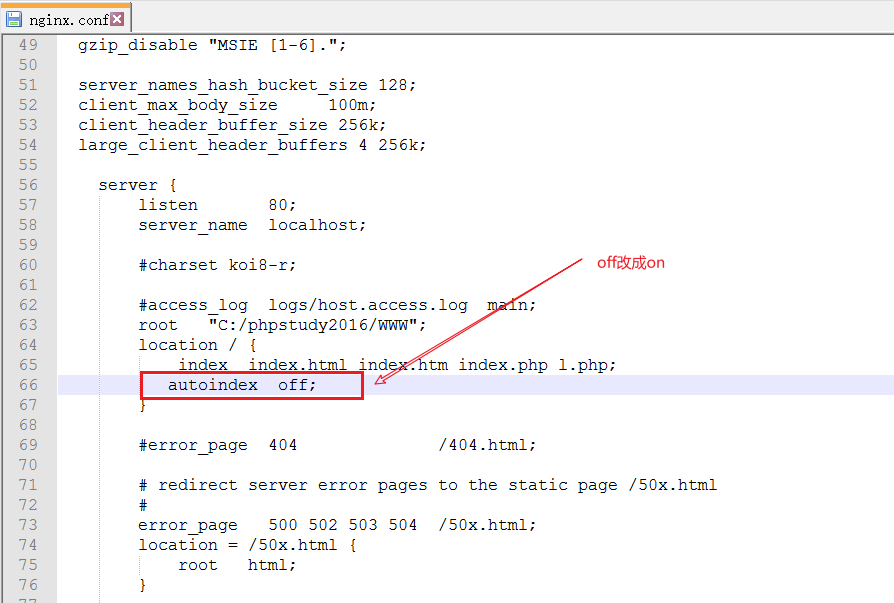 nginx.conf
49 gzip_disable "MSIE [1-6].";
50
51 server_names_hash_bucket_size 128;
52 client_max_body_size     100m;
53 client_header_buffer_size 256k;
54 large_client_header_buffers 4 256k;
55
56   server {
57       listen       80;
58       server_name  localhost;
59
60       #charset koi8-r;
off改成on
61
62       #access_log  logs/host.access.log  main;
63       root   "C:/phpstudy2016/WWW";
64       location / {
65           index  index.html index.htm index.php l.php;
66          autoindex  off;
67       }
68
69       #error_page  404              /404.html;
70
71       # redirect server error pages to the static page /50x.html
72       #
73       error_page   500 502 503 504  /50x.html;
74       location = /50x.html {
75           root   html;
76       }
77